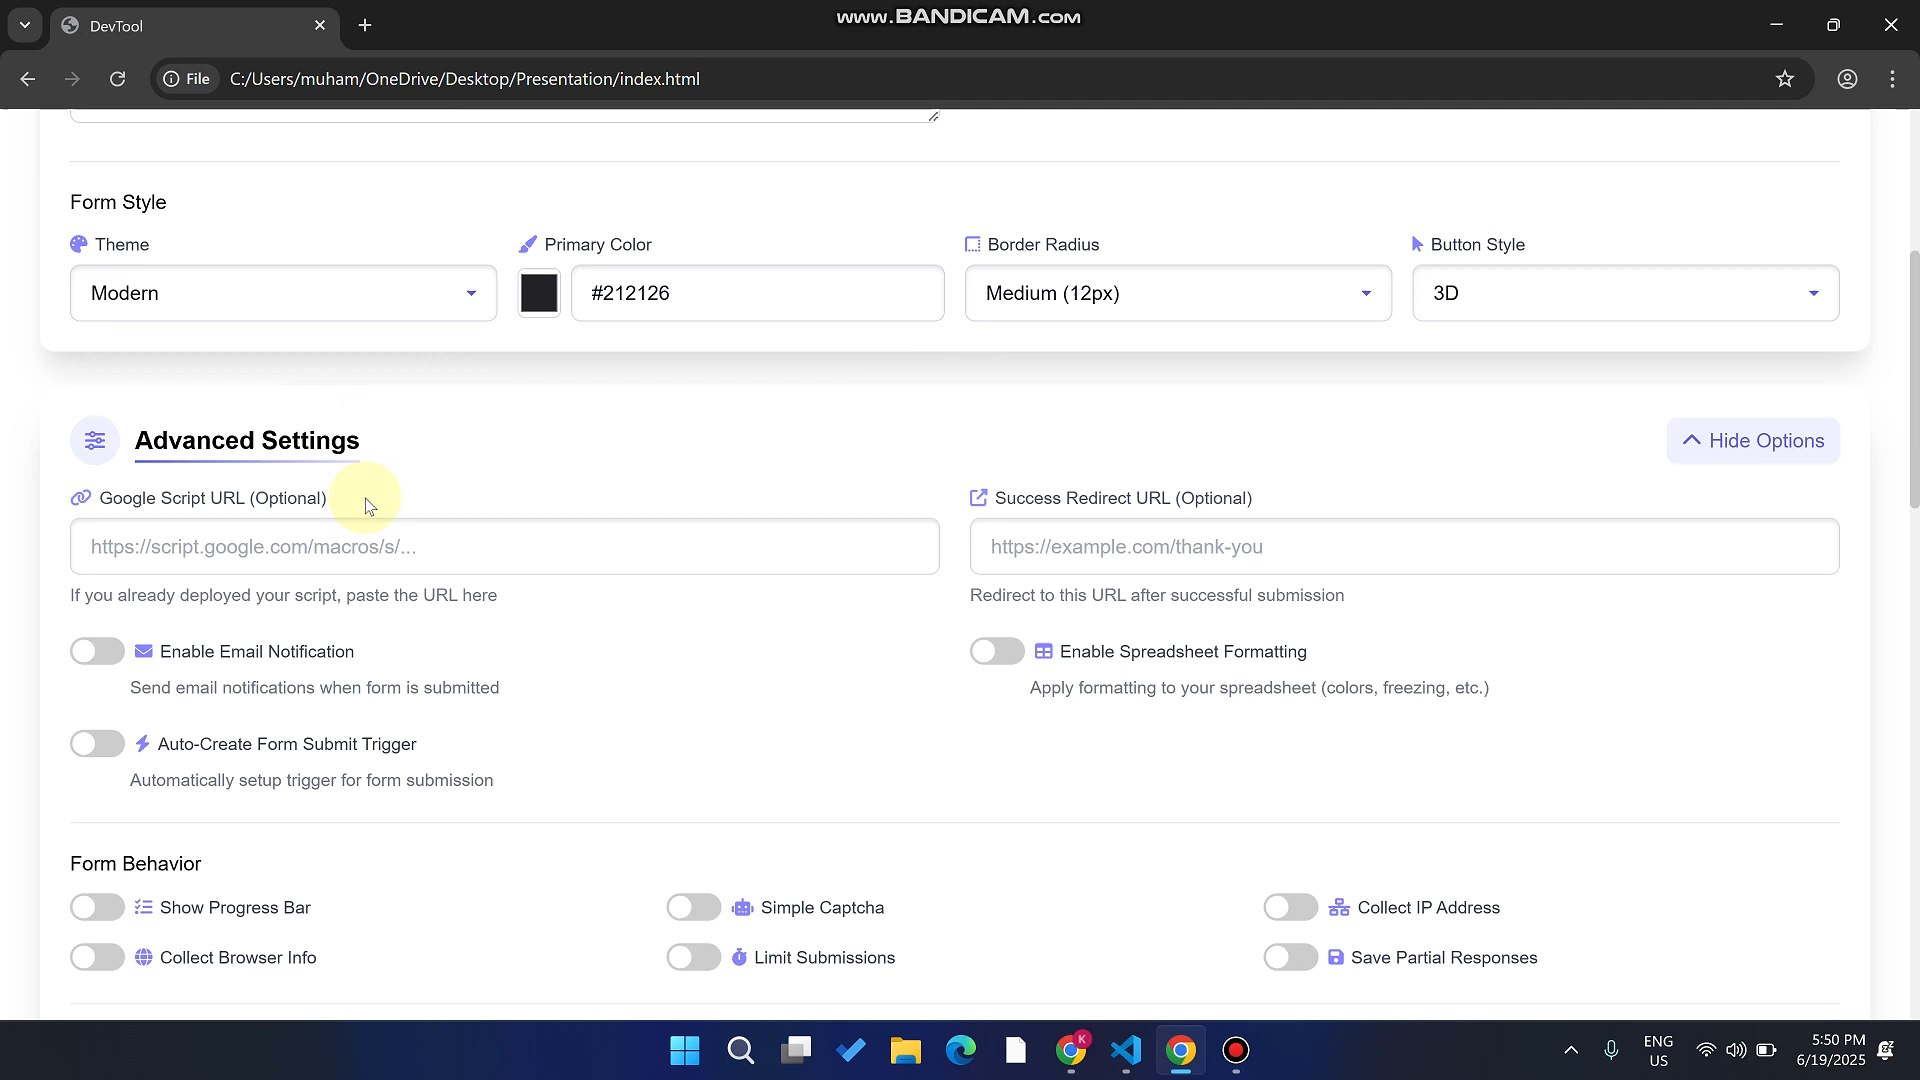 DevTool
www.BANDICAM.com
File
C:/Users/muham/OneDrive/Desktop/Presentation/index.html
Form Style
Theme
Primary Color
Border Radius
Button Style
Modern
#212126
Medium (12px)
3D
Advanced Settings
Hide Options
Google Script URL (Optional)
Success Redirect URL (Optional)
https://script.google.com/macros/s/...
https://example.com/thank-you
If you already deployed your script, paste the URL here
Redirect to this URL after successful submission
Enable Email Notification
Enable Spreadsheet Formatting
Send email notifications when form is submitted
Apply formatting to your spreadsheet (colors, freezing, etc.)
Auto-Create Form Submit Trigger
Automatically setup trigger for form submission
Form Behavior
Show Progress Bar
Simple Captcha
Collect IP Address
Collect Browser Info
Limit Submissions
Save Partial Responses
K
ENG
US
5:50 PM
6/19/2025